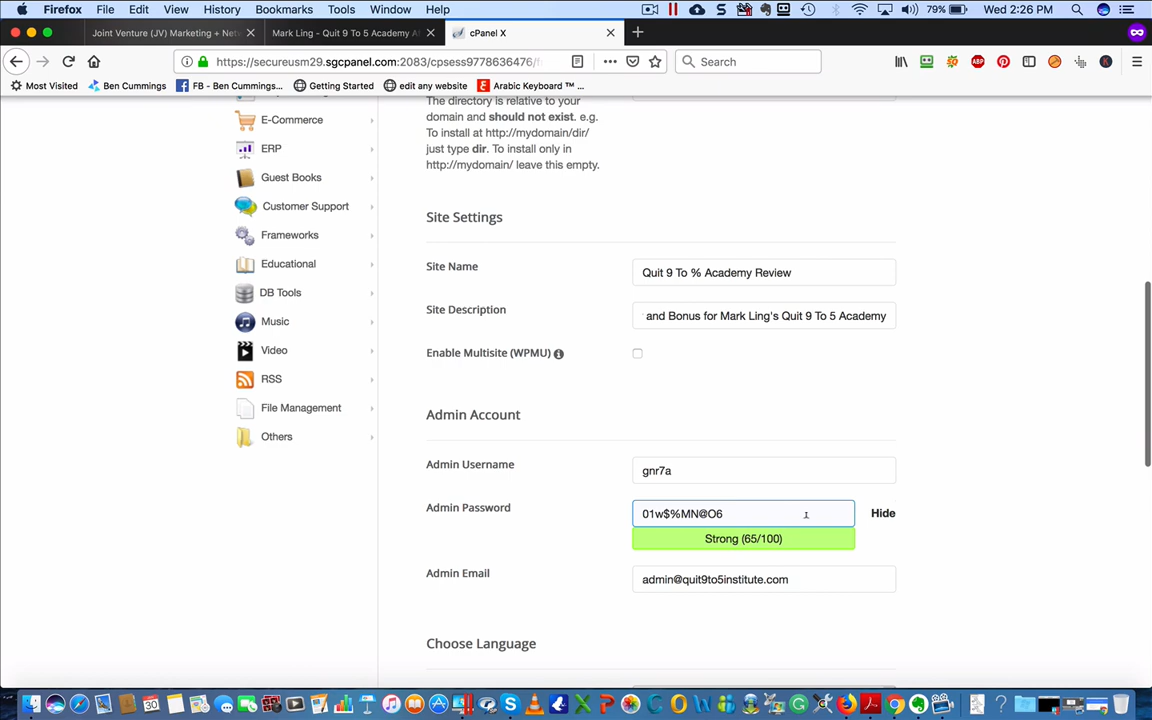 Firefox File Edit View History Bookmarks Tools Window Help 79% Wed 2:26 PM
Joint Venture (JV) Marketing + Net
Mark Ling - Quit 9 To 5 Academy
cPanel X
https://secureusm29.sgcpanel.com:2083/cpsess9778636476/f
Search
Most Visited Ben Cummings FB - Ben Cummings... Getting Started edit any website Arabic Keyboard ™ ...
The directory is relative to your
domain and should not exist. e.g.
To install at http://mydomain/dir/
just type dir. To install only in
http://mydomain/ leave this empty.
E-Commerce
ERP
Guest Books
Customer Support
Frameworks
Educational
DB Tools
Music
Video
RSS
File Management
Others
Site Settings
Site Name Quit 9 To % Academy Review
Site Description and Bonus for Mark Ling's Quit 9 To 5 Academy
Enable Multisite (WPMU)
Admin Account
Admin Username gnr7a
Admin Password 01w$%MN@O6 Hide
Strong (65/100)
Admin Email admin@quit9to5institute.com
Choose Language